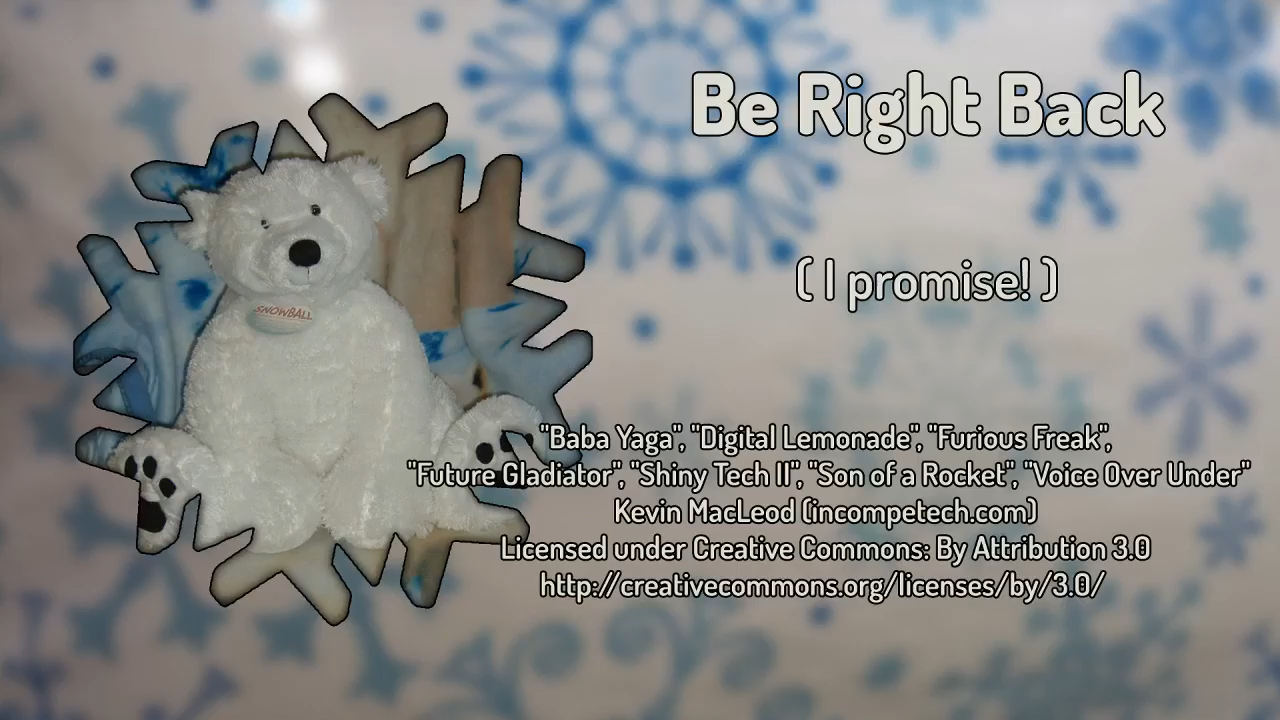 Be Right Back
( I promise! )
SNOWBALL
"Baba Yaga", "Digital Lemonade", "Furious Freak",
"Future Gladiator", "Shiny Tech II", "Son of a Rocket", "Voice Over Under"
Kevin MacLeod (incompetech.com)
Licensed under Creative Commons: By Attribution 3.0
http://creativecommons.org/licenses/by/3.0/